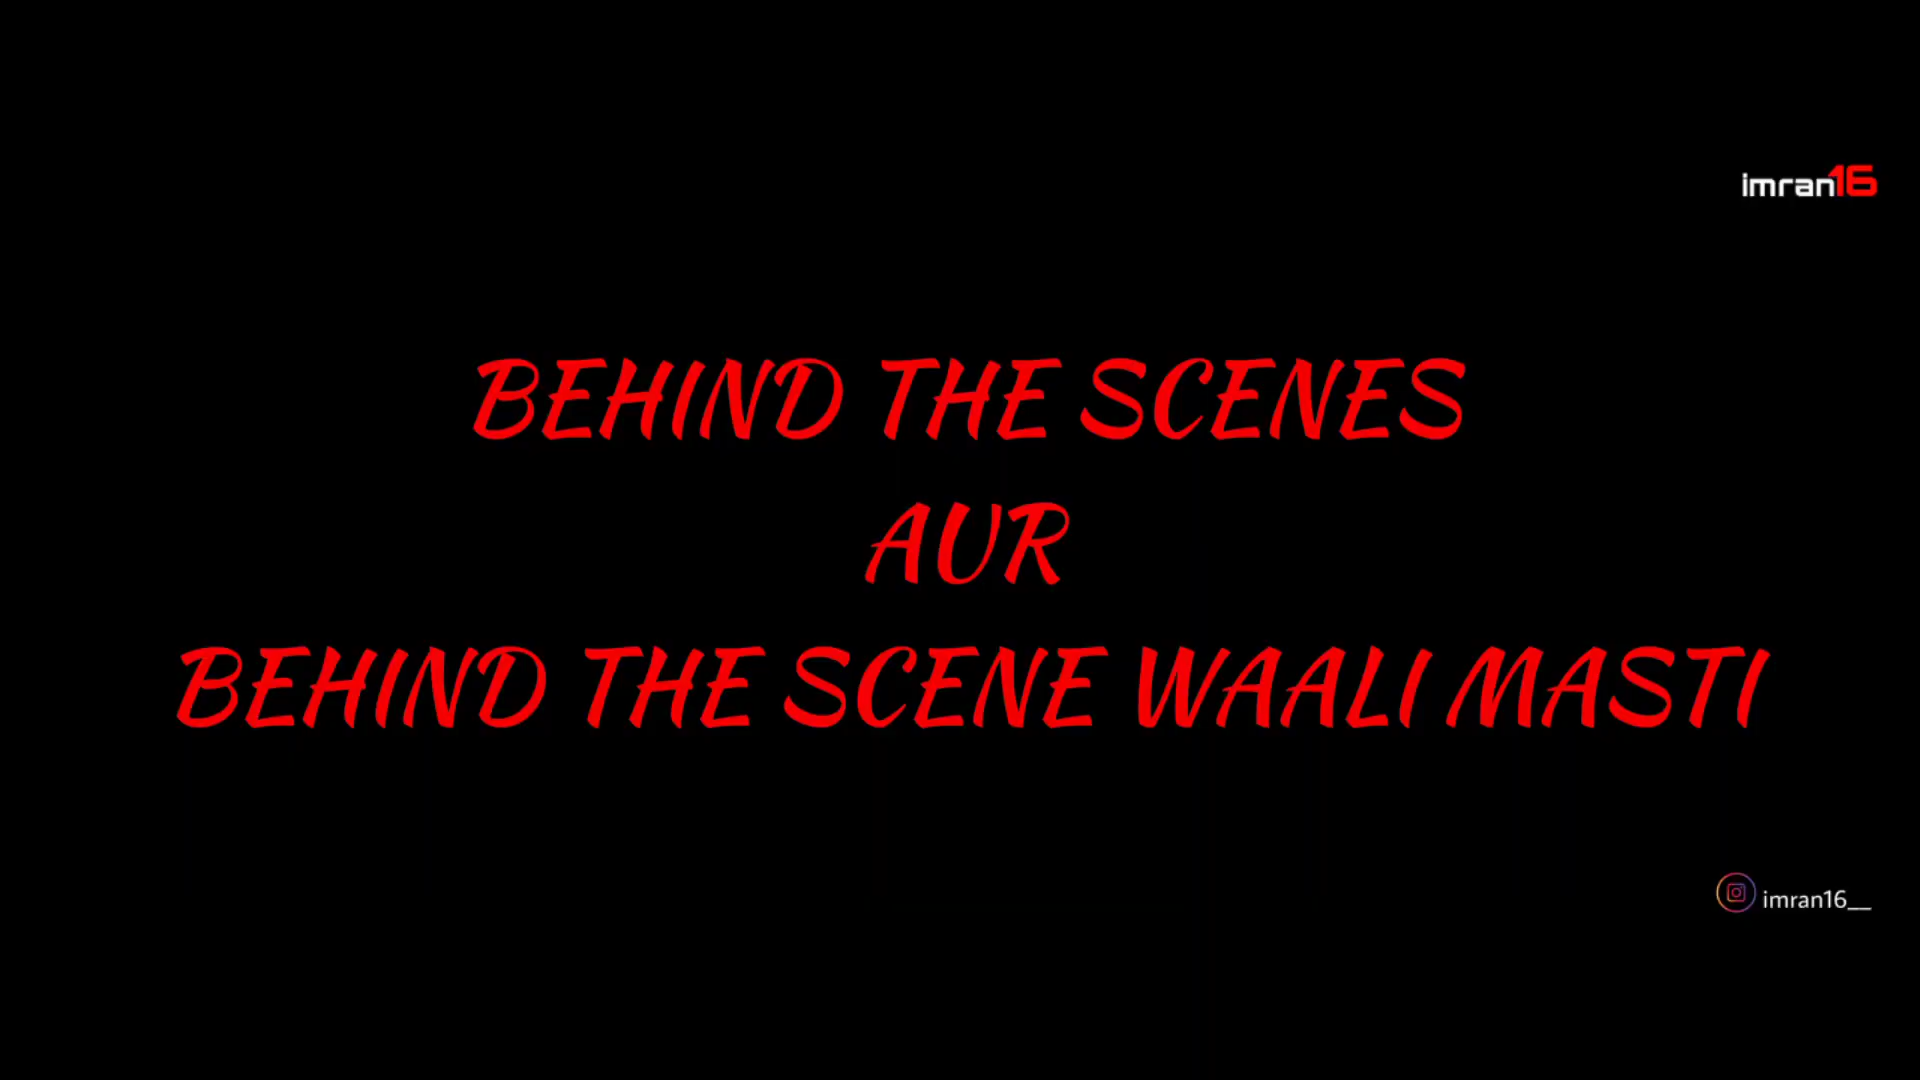 imran16
BEHIND THE SCENES
AUR
BEHIND THE SCENE WAALI MASTI
imran16__